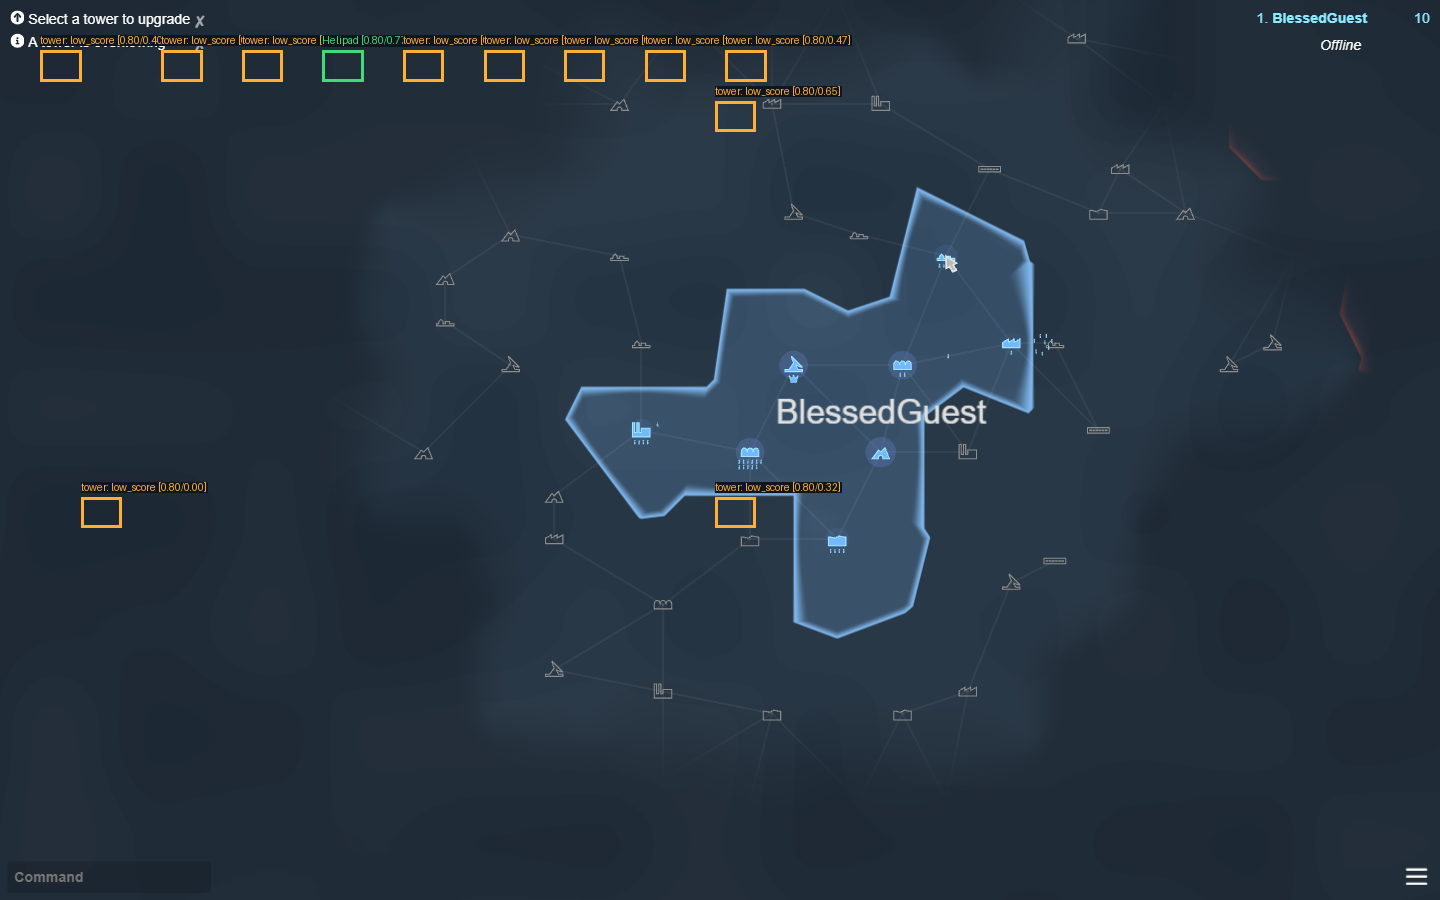 Select a tower to upgrade
1. BlessedGuest 10
Offline
tower: low_score [0.80/0.40
tower: low_score [
tower: low_score [
Helipad [0.80/0.7
tower: low_score [
tower: low_score [
tower: low_score [
tower: low_score [
tower: low_score [0.80/0.47]
tower: low_score [0.80/0.65]
BlessedGuest
tower: low_score [0.80/0.00]
tower: low_score [0.80/0.32]
Command